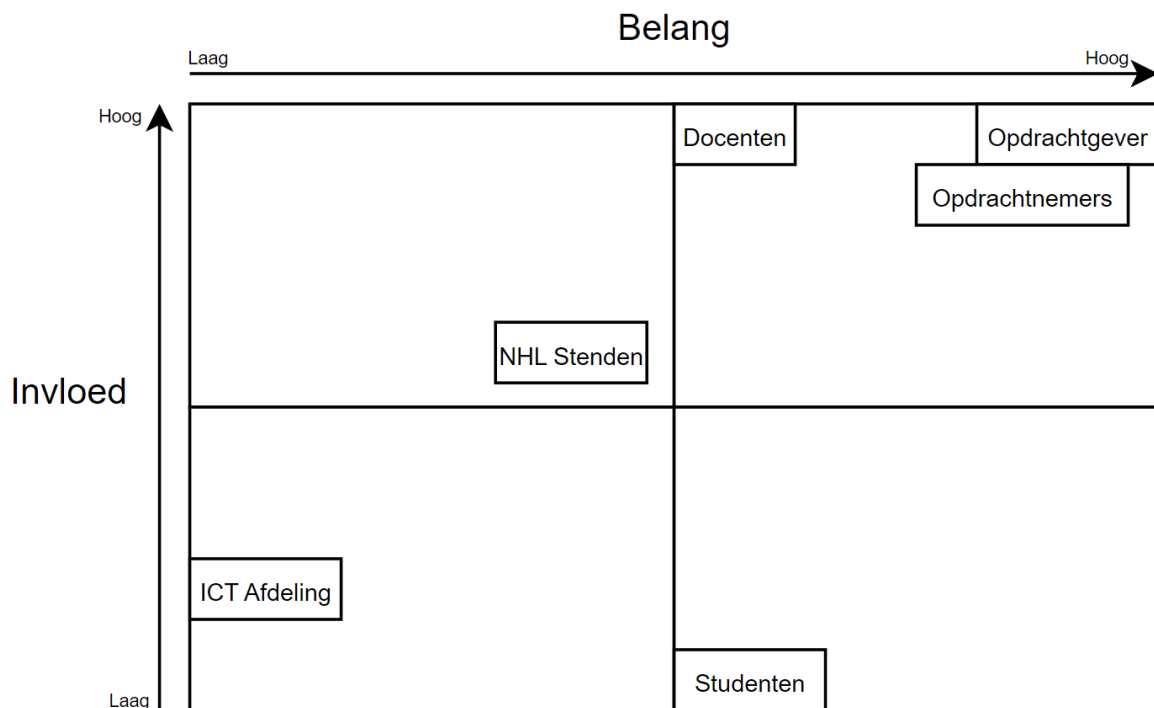 Belang
Laag
Hoog
Hoog
Docenten
Opdrachtgever
Opdrachtnemers
NHL Stenden
Invloed
ICT Afdeling
Studenten
Laag